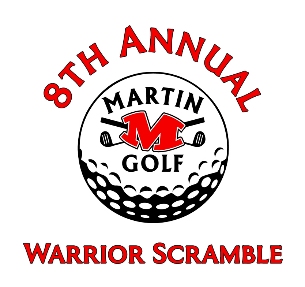 8TH ANNUAL
MARTIN
M
GOLF
WARRIOR SCRAMBLE